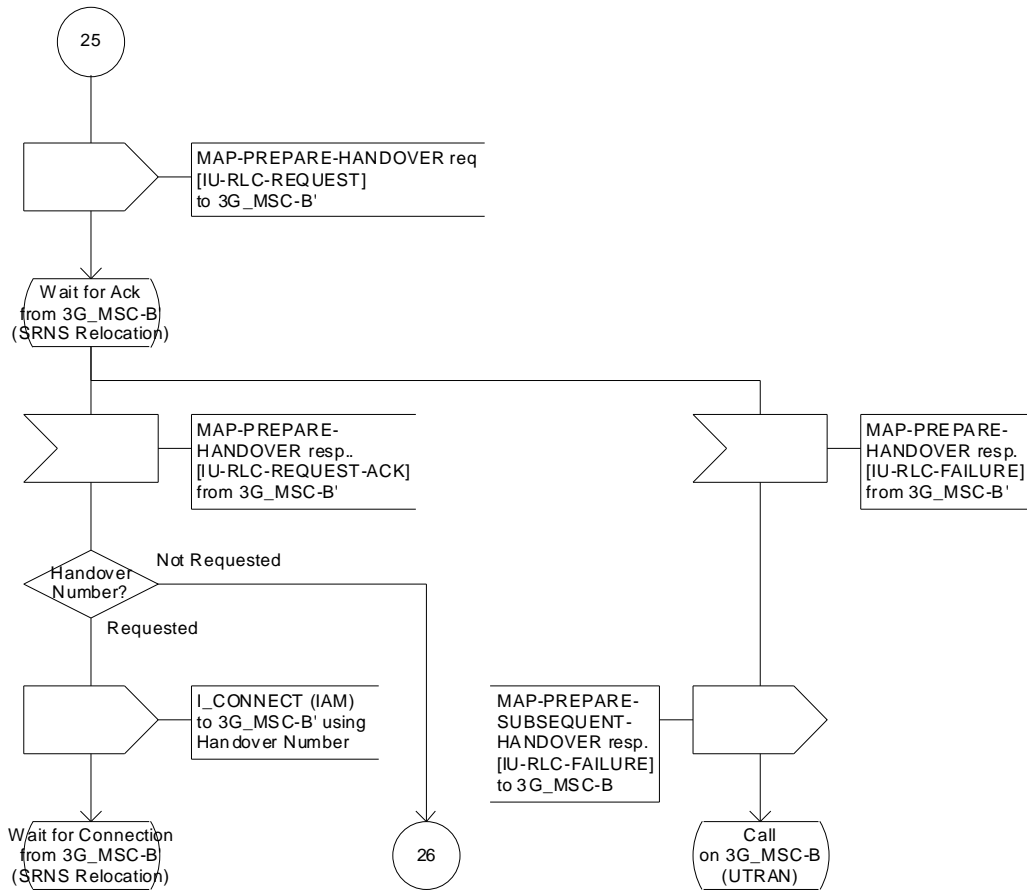 25
MAP-PREPARE-HANDOVER req
[IU-RLC-REQUEST]
to 3G_MSC-B'
Wait for Ack
from 3G_MSC-B'
(SRNS Relocation)
MAP-PREPARE-
HANDOVER resp..
[IU-RLC-REQUEST-ACK]
from 3G_MSC-B'
MAP-PREPARE-
HANDOVER resp.
[IU-RLC-FAILURE]
from 3G_MSC-B'
Handover
Number?
Not Requested
Requested
I_CONNECT (IAM)
to 3G_MSC-B' using
Handover Number
MAP-PREPARE-
SUBSEQUENT-
HANDOVER resp.
[IU-RLC-FAILURE]
to 3G_MSC-B
Wait for Connection
from 3G_MSC-B'
(SRNS Relocation)
26
Call
on 3G_MSC-B
(UTRAN)